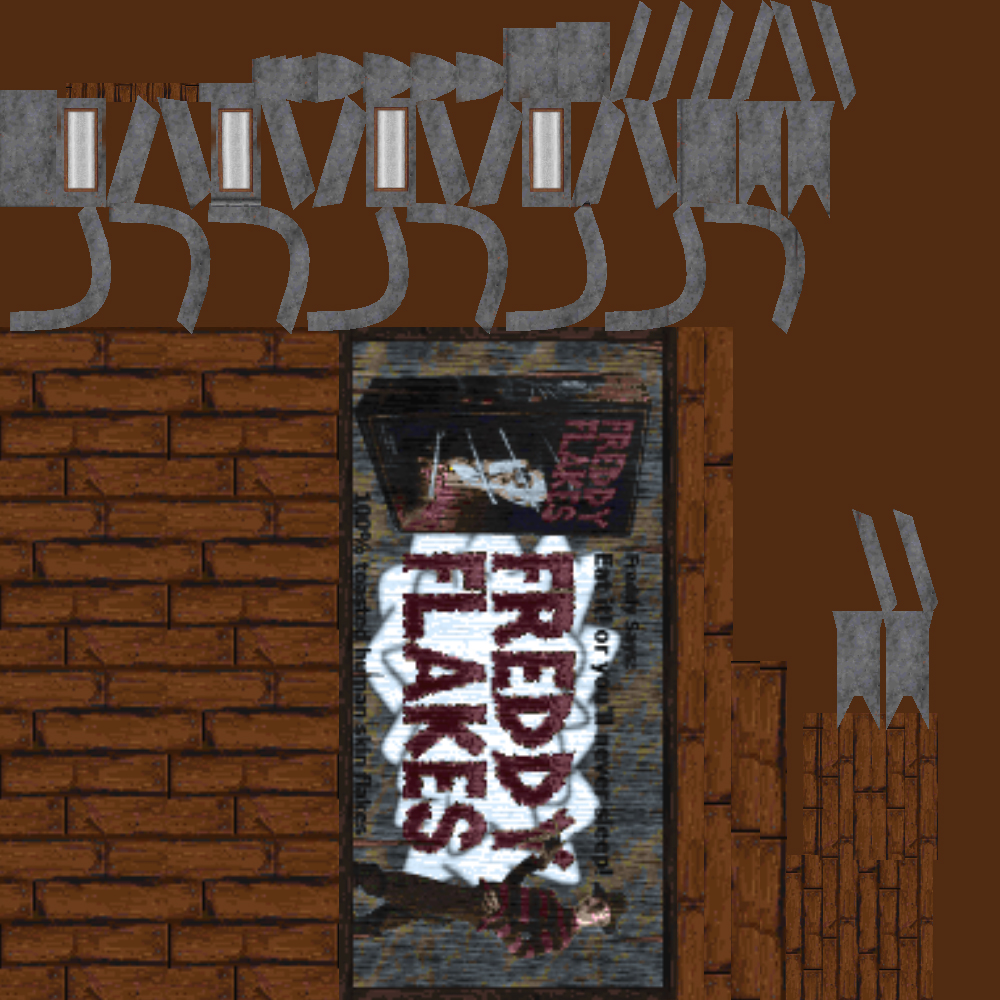 FREDDY
FLAKES
Freddy Says:
Eat it or you'll never sleep!
FREDDY
FLAKES
100% toasted human skin flakes